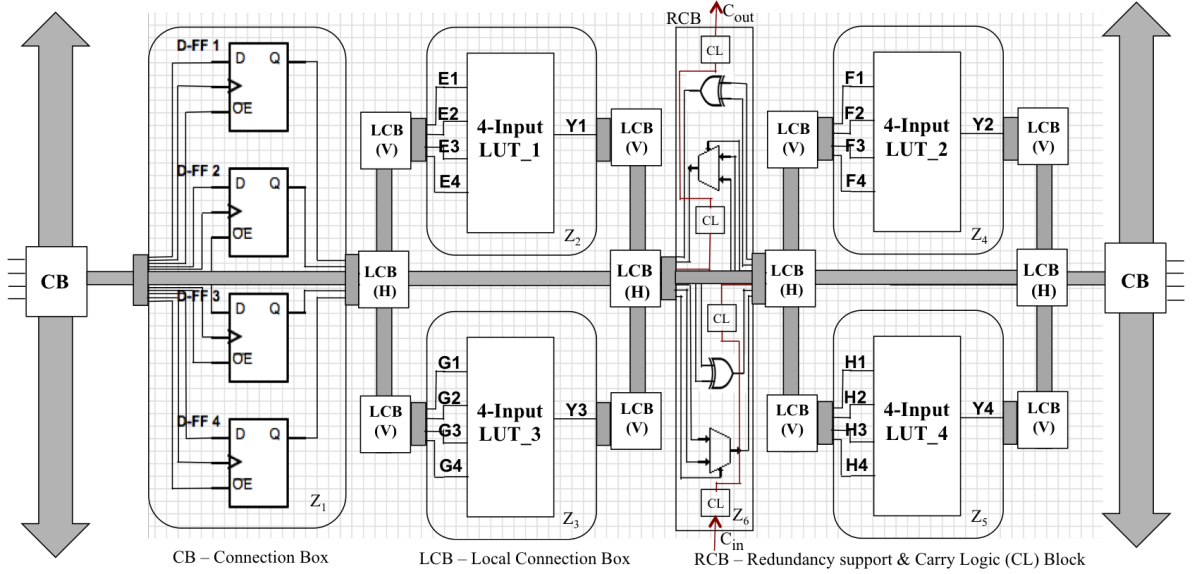 CB
D-FF 1
D
Q
OE
D-FF 2
D
Q
OE
D-FF 3
D
Q
OE
D-FF 4
D
Q
OE
Z1
LCB
(V)
LCB
(H)
LCB
(V)
E1
E2
E3
E4
4-Input
LUT_1
Y1
Z2
G1
G2
G3
G4
4-Input
LUT_3
Y3
Z3
LCB
(V)
LCB
(H)
LCB
(V)
RCB
Cout
CL
CL
CL
CL
Z6
Cin
LCB
(V)
LCB
(H)
LCB
(V)
F1
F2
F3
F4
4-Input
LUT_2
Y2
Z4
H1
H2
H3
H4
4-Input
LUT_4
Y4
Z5
LCB
(V)
LCB
(H)
LCB
(V)
CB
CB – Connection Box
LCB – Local Connection Box
RCB – Redundancy support & Carry Logic (CL) Block